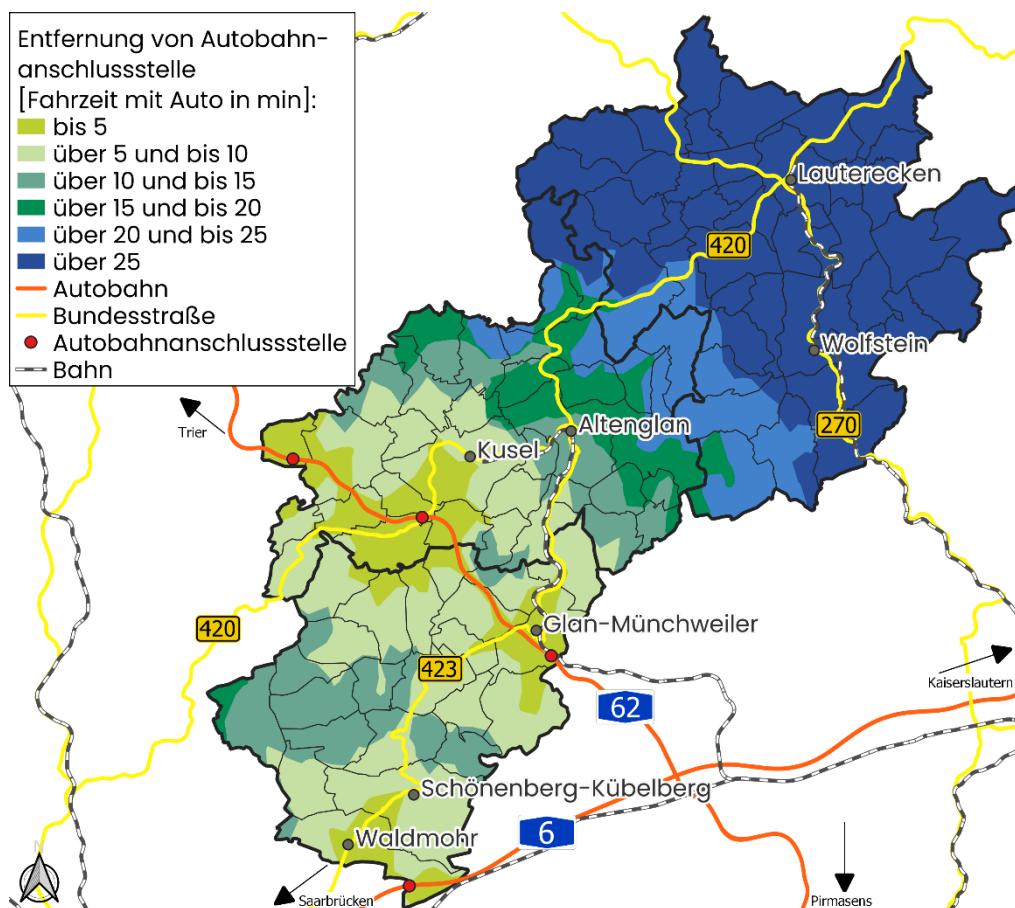 Entfernung von Autobahn-
anschlussstelle
[Fahrzeit mit Auto in min]:
bis 5
über 5 und bis 10
über 10 und bis 15
über 15 und bis 20
über 20 und bis 25
über 25
Autobahn
Bundesstraße
Autobahnanschlussstelle
Bahn
Lauterecken
420
Wolfstein
270
Trier
Altenglan
Kusel
420
Glan-Münchweiler
423
Kaiserslautern
62
Schönenberg-Kübelberg
6
Waldmohr
N
Saarbrücken
Pirmasens